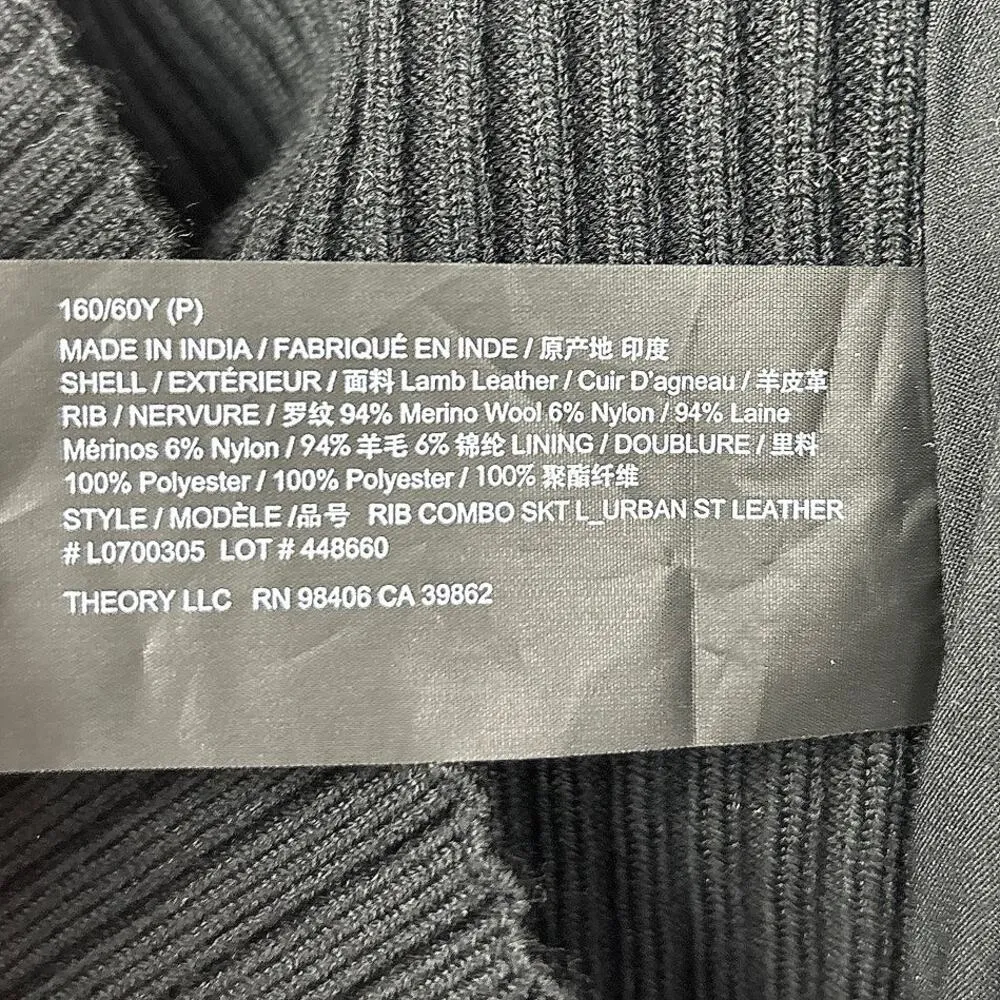 160/60Y (P)
MADE IN INDIA / FABRIQUÉ EN INDE / 原产地 印度
SHELL / EXTÉRIEUR / 面料 Lamb Leather / Cuir D'agneau / 羊皮革
RIB / NERVURE / 罗纹 94% Merino Wool 6% Nylon / 94% Laine
Mérinos 6% Nylon / 94% 羊毛 6% 锦纶 LINING / DOUBLURE / 里料
100% Polyester / 100% Polyester / 100% 聚酯纤维
STYLE / MODÈLE /品号 RIB COMBO SKT L_URBAN ST LEATHER
# L0700305 LOT # 448660
THEORY LLC RN 98406 CA 39862